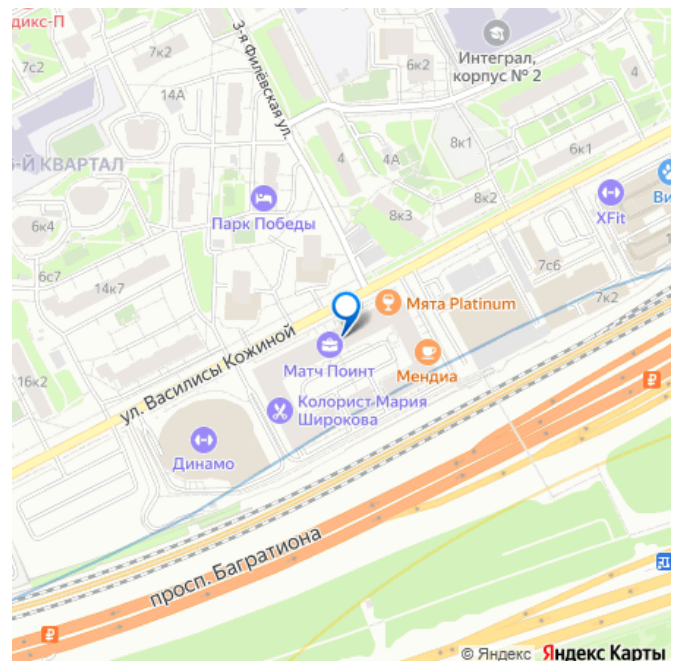 дикс-П
7к2
7с2
14А
3-я Филёвская ул.
6к2
Интеграл,
корпус № 2
4
4А
8к1
6к1
Й КВАРТАЛ
8к2
XFit
Ви
Парк Победы
8к3
6к4
6с7
14к7
7с6
7к2
1
Мята Platinum
Матч Поинт
Мендиа
16к2
ул. Василисы Кожиной
Колорист Мария
Широкова
Динамо
просп. Багратиона
© Яндекс Яндекс Карты